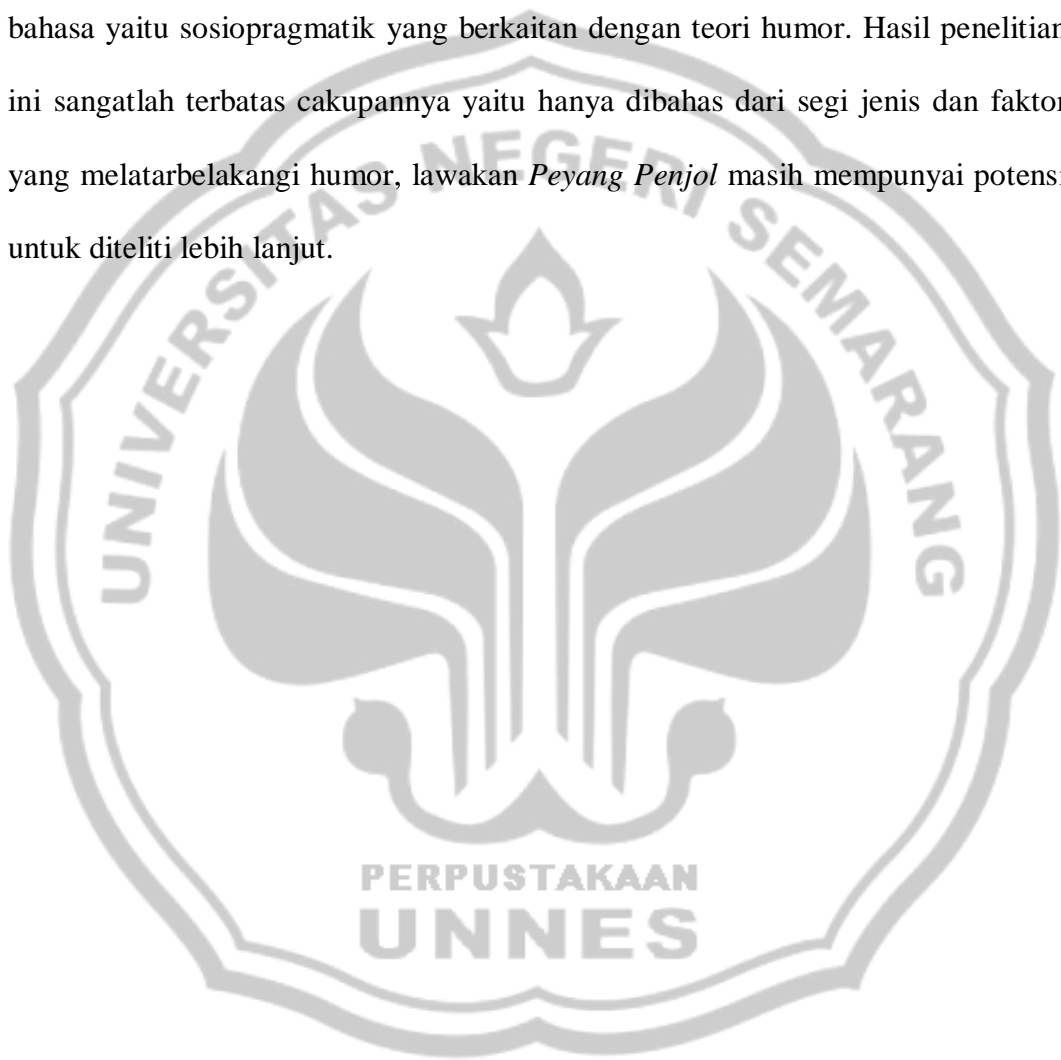 bahasa yaitu sosiopragmatik yang berkaitan dengan teori humor. Hasil penelitian
ini sangatlah terbatas cakupannya yaitu hanya dibahas dari segi jenis dan faktor
yang melatarbelakangi humor, lawakan Peyang Penjol masih mempunyai potensi
untuk diteliti lebih lanjut.
UNIVERSITAS NEGERI SEMARANG
PERPUSTAKAAN
UNNES